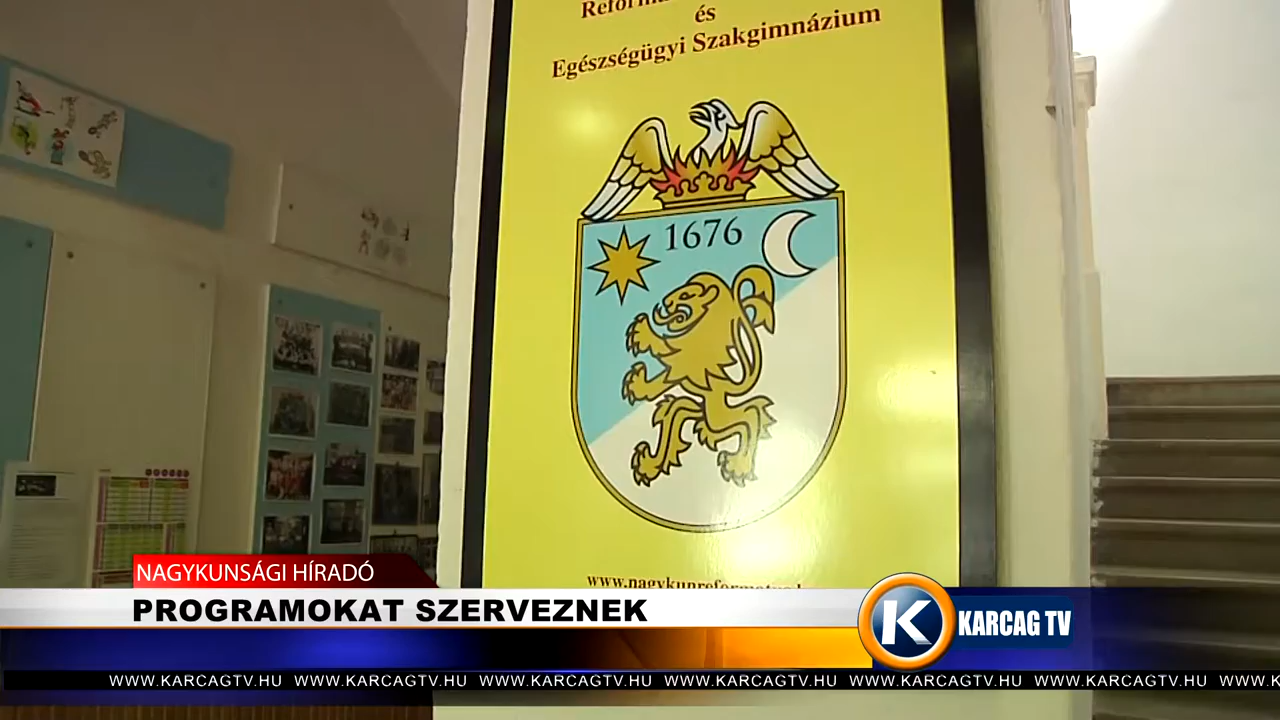 és
Egészségügyi Szakgimnázium
1676
NAGYKUNSÁGI HÍRADÓ
PROGRAMOKAT SZERVEZNEK
K
KARCAG TV
WWW.KARCAGTV.HU WWW.KARCAGTV.HU WWW.KARCAGTV.HU WWW.KARCAGTV.HU WWW.KARCAGTV.HU WWW.KARCAGTV.HU